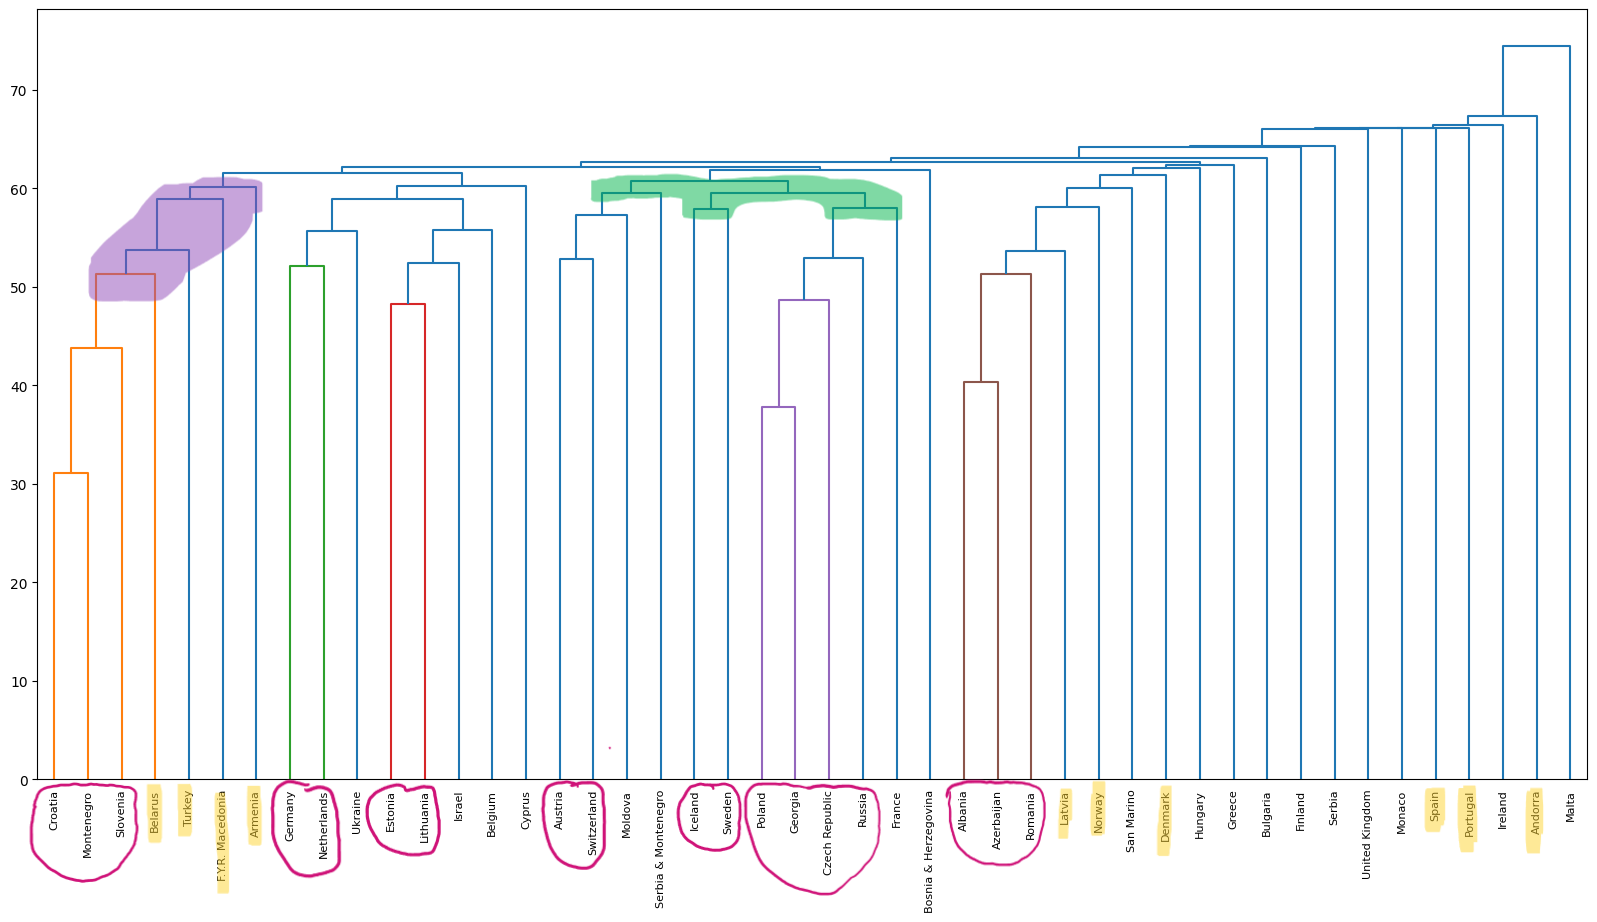 70
60
50
40
30
20
10
0
Croatia
Montenegro
Slovenia
Belarus
Turkey
F.Y.R. Macedonia
Armenia
Germany
Netherlands
Ukraine
Estonia
Lithuania
Israel
Belgium
Cyprus
Austria
Switzerland
Moldova
Serbia & Montenegro
Iceland
Sweden
Poland
Georgia
Czech Republic
Russia
France
Bosnia & Herzegovina
Albania
Azerbaijan
Romania
Latvia
Norway
San Marino
Denmark
Hungary
Greece
Bulgaria
Finland
Serbia
United Kingdom
Monaco
Spain
Portugal
Ireland
Andorra
Malta